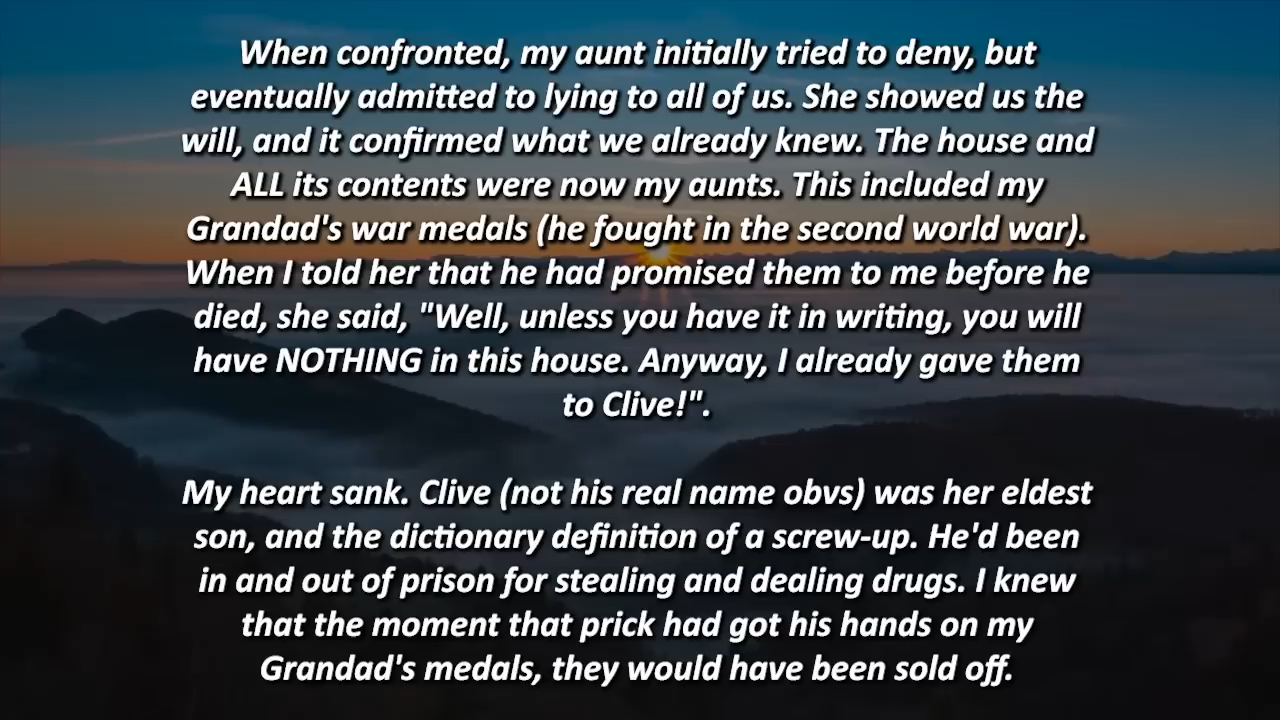 When confronted, my aunt initially tried to deny, but
eventually admitted to lying to all of us. She showed us the
will, and it confirmed what we already knew. The house and
ALL its contents were now my aunts. This included my
Grandad's war medals (he fought in the second world war).
When I told her that he had promised them to me before he
died, she said, "Well, unless you have it in writing, you will
have NOTHING in this house. Anyway, I already gave them
to Clive!".
My heart sank. Clive (not his real name obvs) was her eldest
son, and the dictionary definition of a screw-up. He'd been
in and out of prison for stealing and dealing drugs. I knew
that the moment that prick had got his hands on my
Grandad's medals, they would have been sold off.